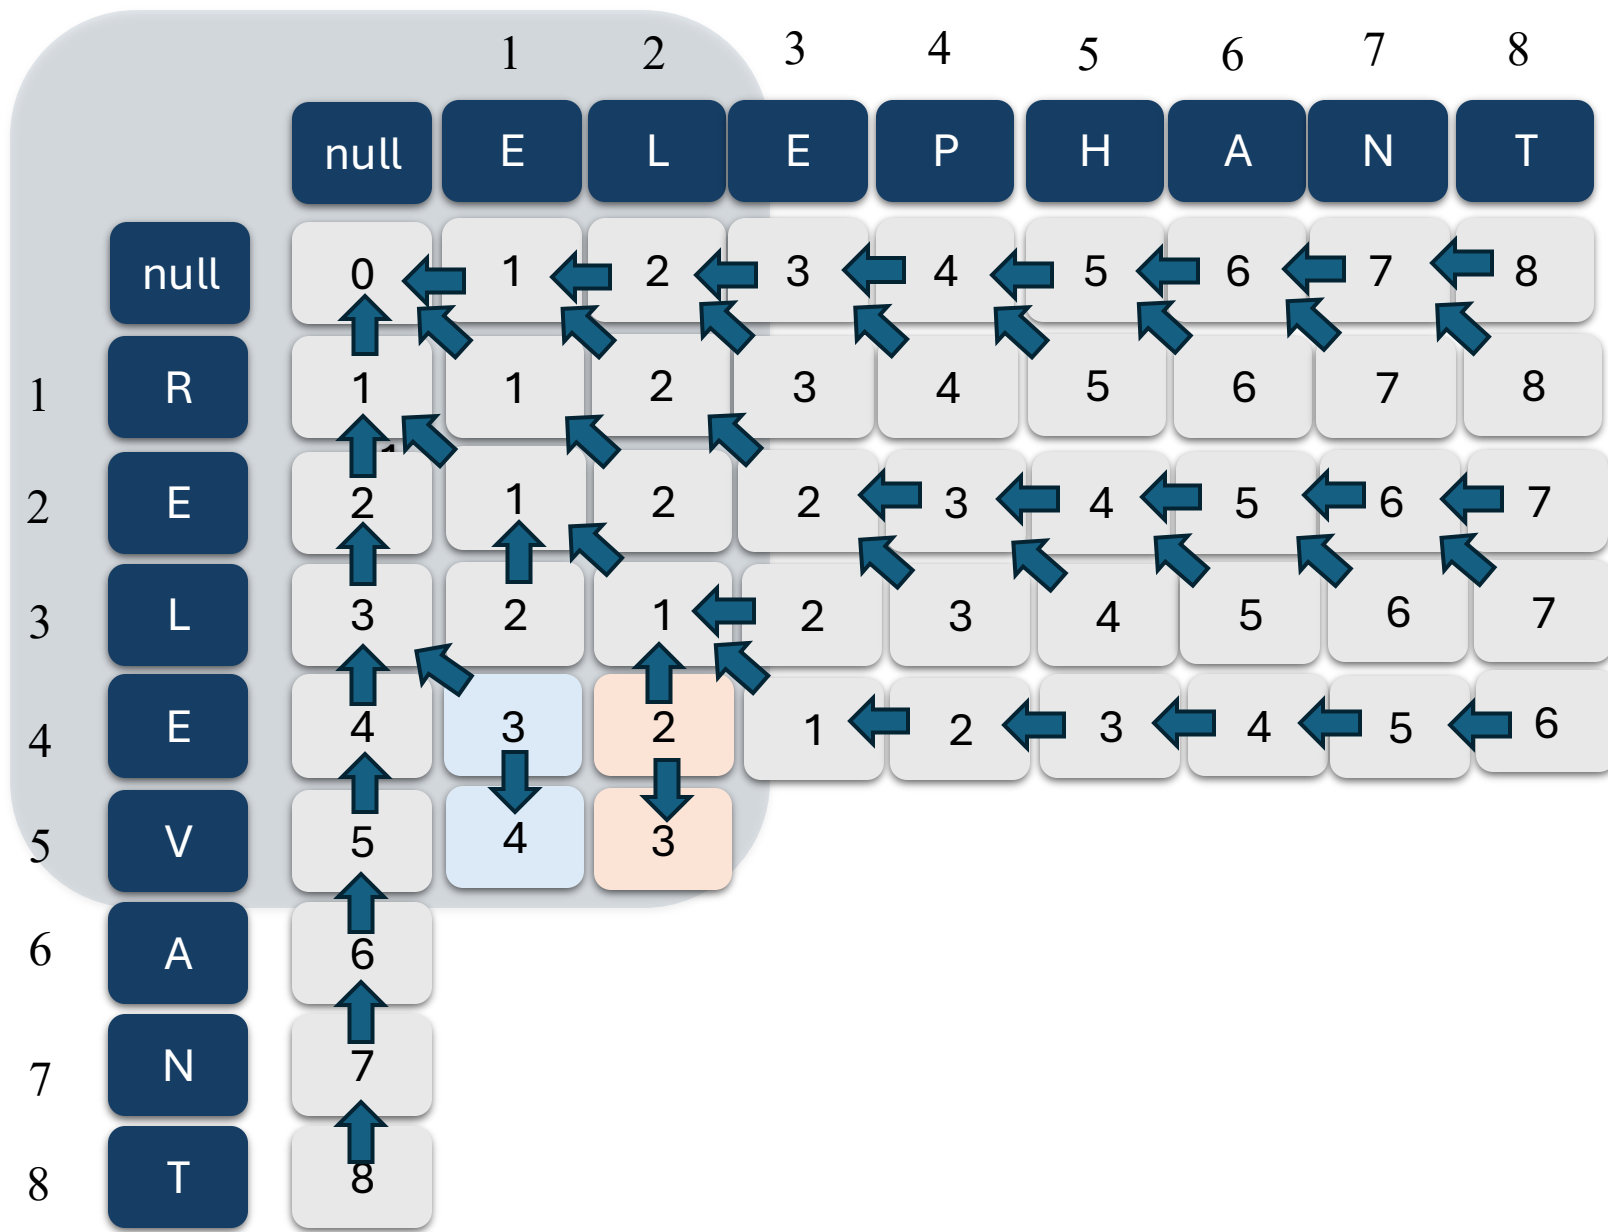 1 2 3 4 5 6 7 8
null E L E P H A N T
null 0 1 2 3 4 5 6 7 8
1 R 1 1 2 3 4 5 6 7 8
1
2 E 2 1 2 2 3 4 5 6 7
3 L 3 2 1 2 3 4 5 6 7
4 E 4 3 2 1 2 3 4 5 6
5 V 5 4 3
6 A 6
7 N 7
8 T 8